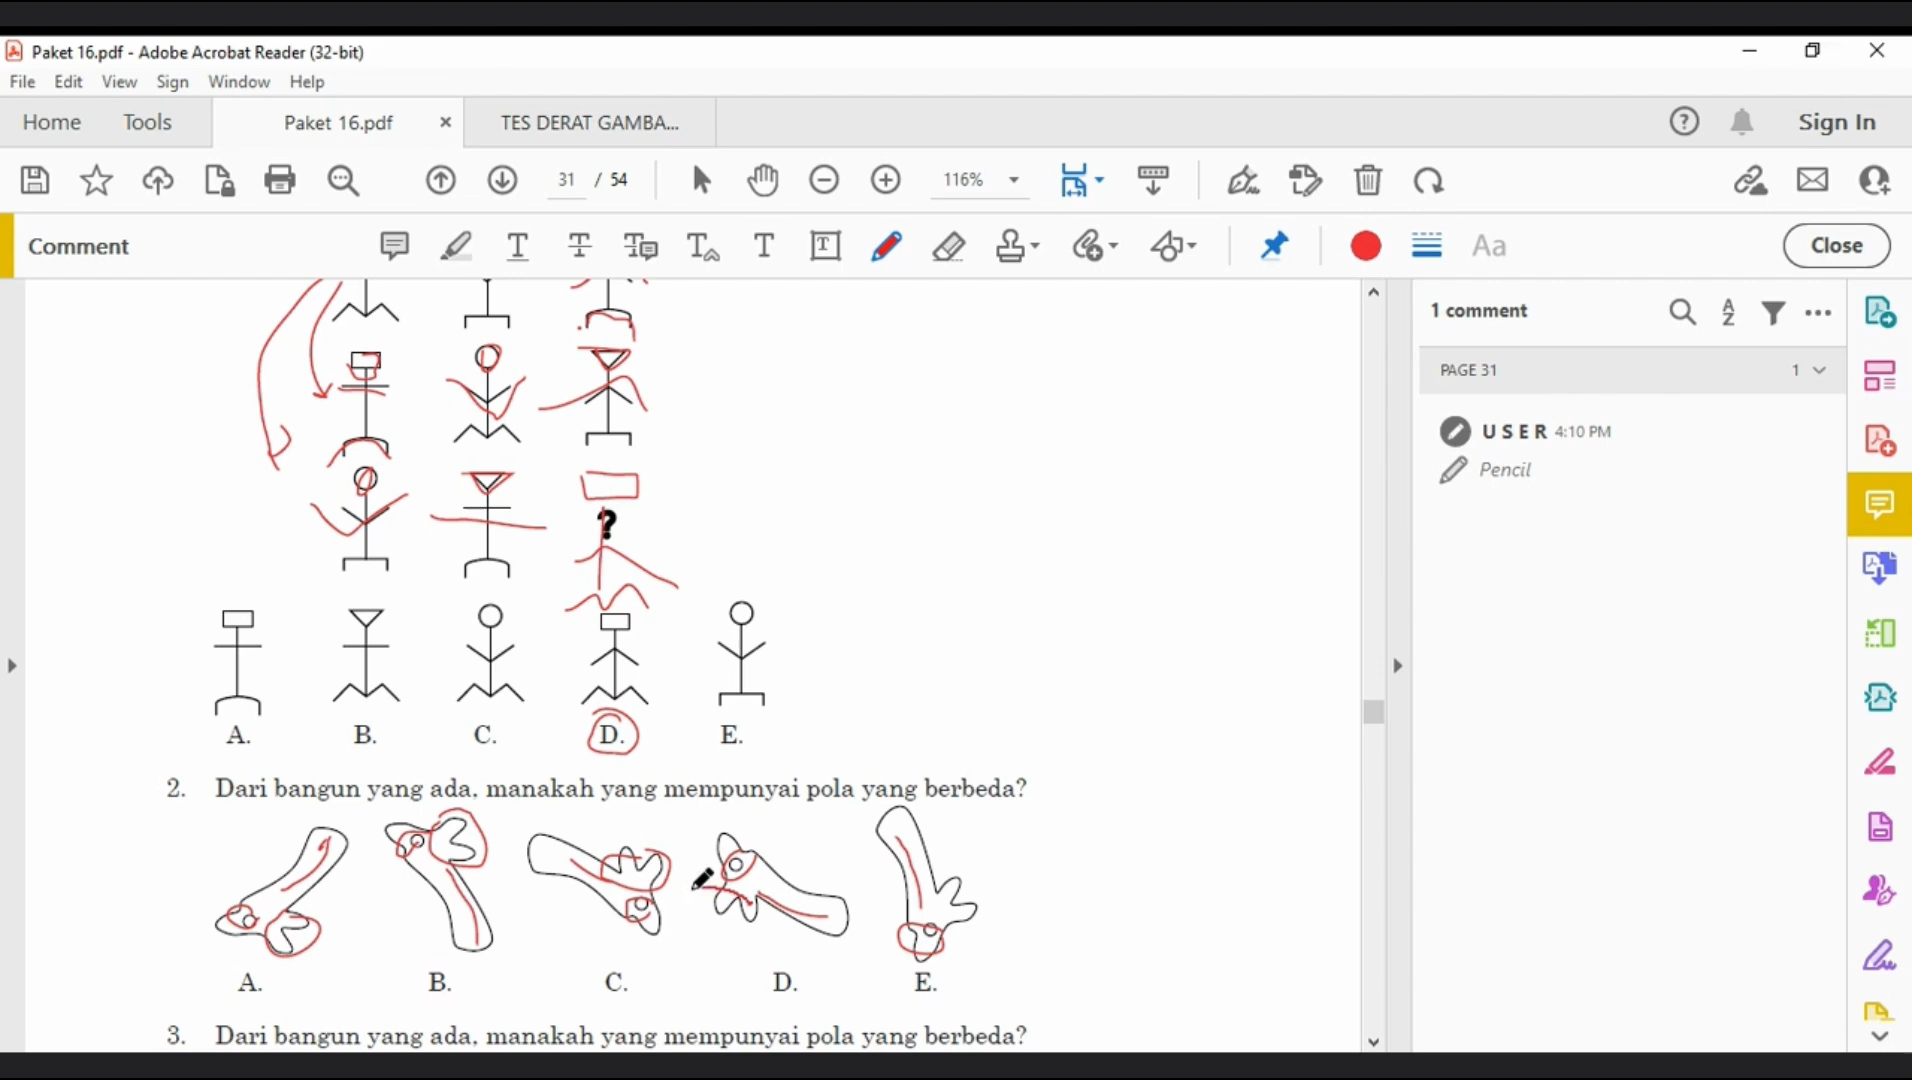 Paket 16.pdf - Adobe Acrobat Reader (32-bit)
File Edit View Sign Window Help
Home Tools Paket 16.pdf × TES DERAT GAMBA... Sign In
31 / 54 116%
Comment Aa Close
1 comment
PAGE 31 1
USER 4:10 PM
Pencil
?
A. B. C. D. E.
2. Dari bangun yang ada, manakah yang mempunyai pola yang berbeda?
A. B. C. D. E.
3. Dari bangun yang ada, manakah yang mempunyai pola yang berbeda?